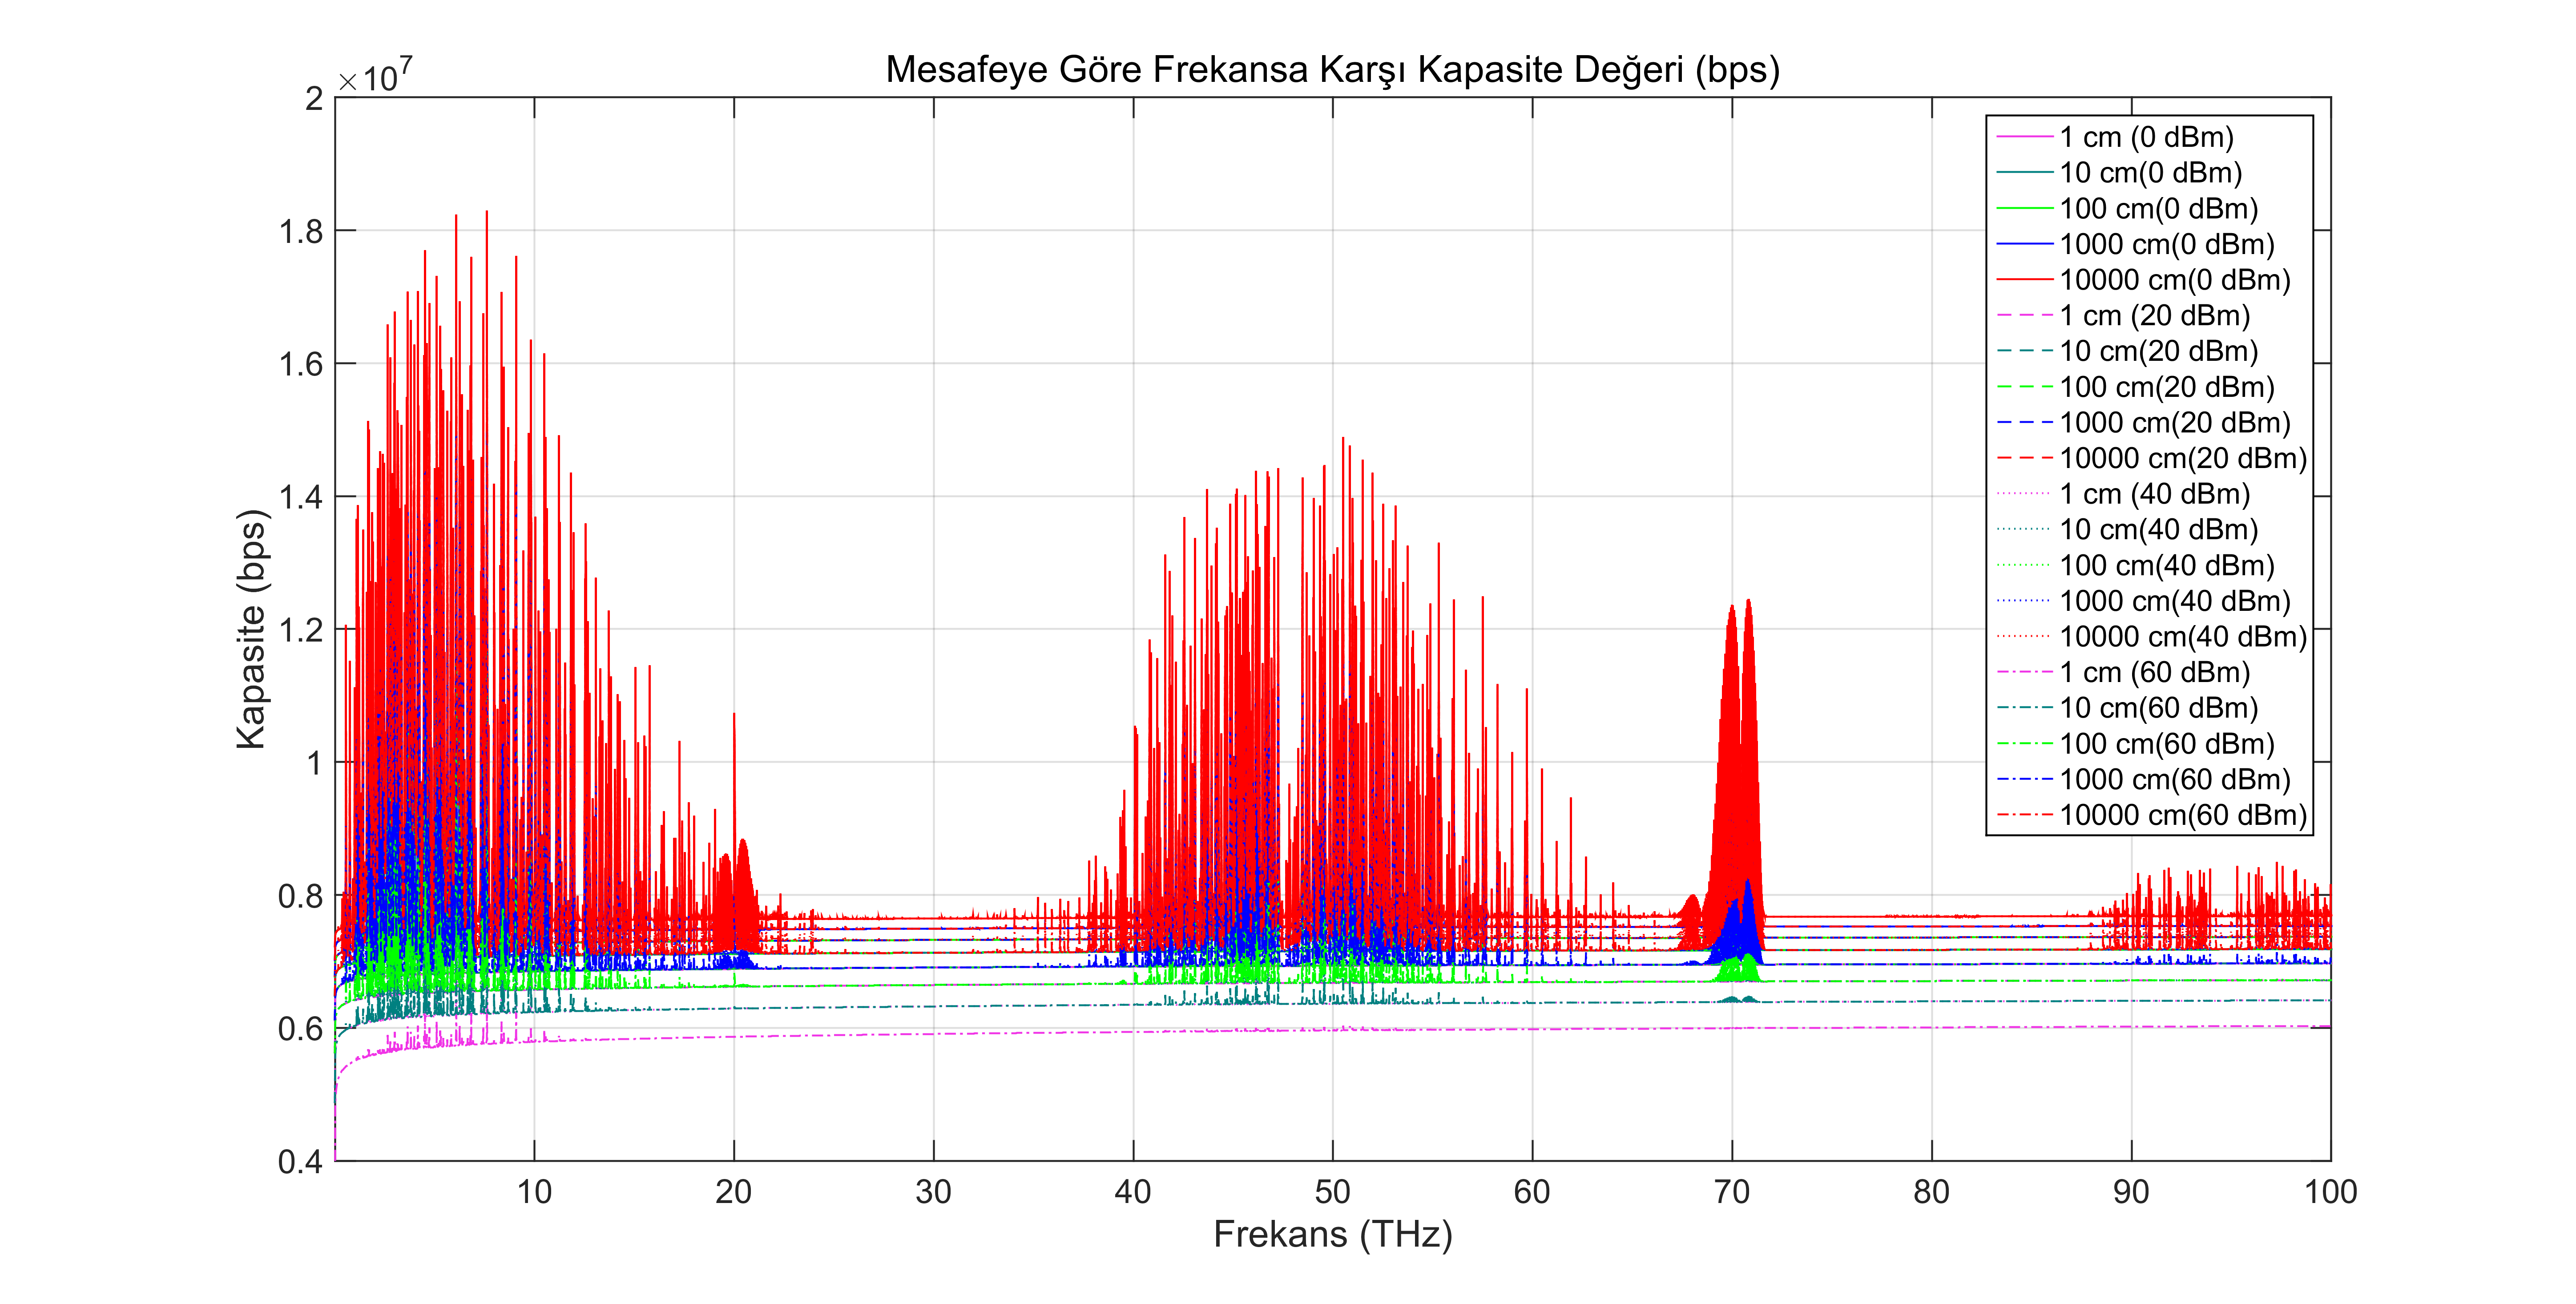 Mesafeye Göre Frekansa Karşı Kapasite Değeri (bps)
×10^7
2
1.8
1.6
1.4
1.2
1
0.8
0.6
0.4
Kapasite (bps)
10 20 30 40 50 60 70 80 90 100
Frekans (THz)
1 cm (0 dBm)
10 cm(0 dBm)
100 cm(0 dBm)
1000 cm(0 dBm)
10000 cm(0 dBm)
1 cm (20 dBm)
10 cm(20 dBm)
100 cm(20 dBm)
1000 cm(20 dBm)
10000 cm(20 dBm)
1 cm (40 dBm)
10 cm(40 dBm)
100 cm(40 dBm)
1000 cm(40 dBm)
10000 cm(40 dBm)
1 cm (60 dBm)
10 cm(60 dBm)
100 cm(60 dBm)
1000 cm(60 dBm)
10000 cm(60 dBm)